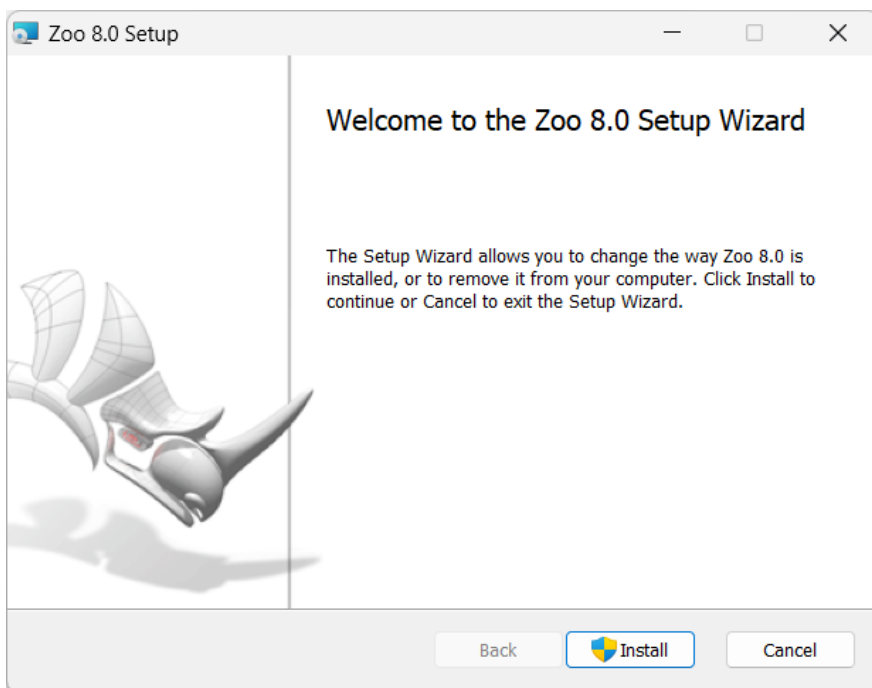 Zoo 8.0 Setup
Welcome to the Zoo 8.0 Setup Wizard
The Setup Wizard allows you to change the way Zoo 8.0 is
installed, or to remove it from your computer. Click Install to
continue or Cancel to exit the Setup Wizard.
Back
Install
Cancel